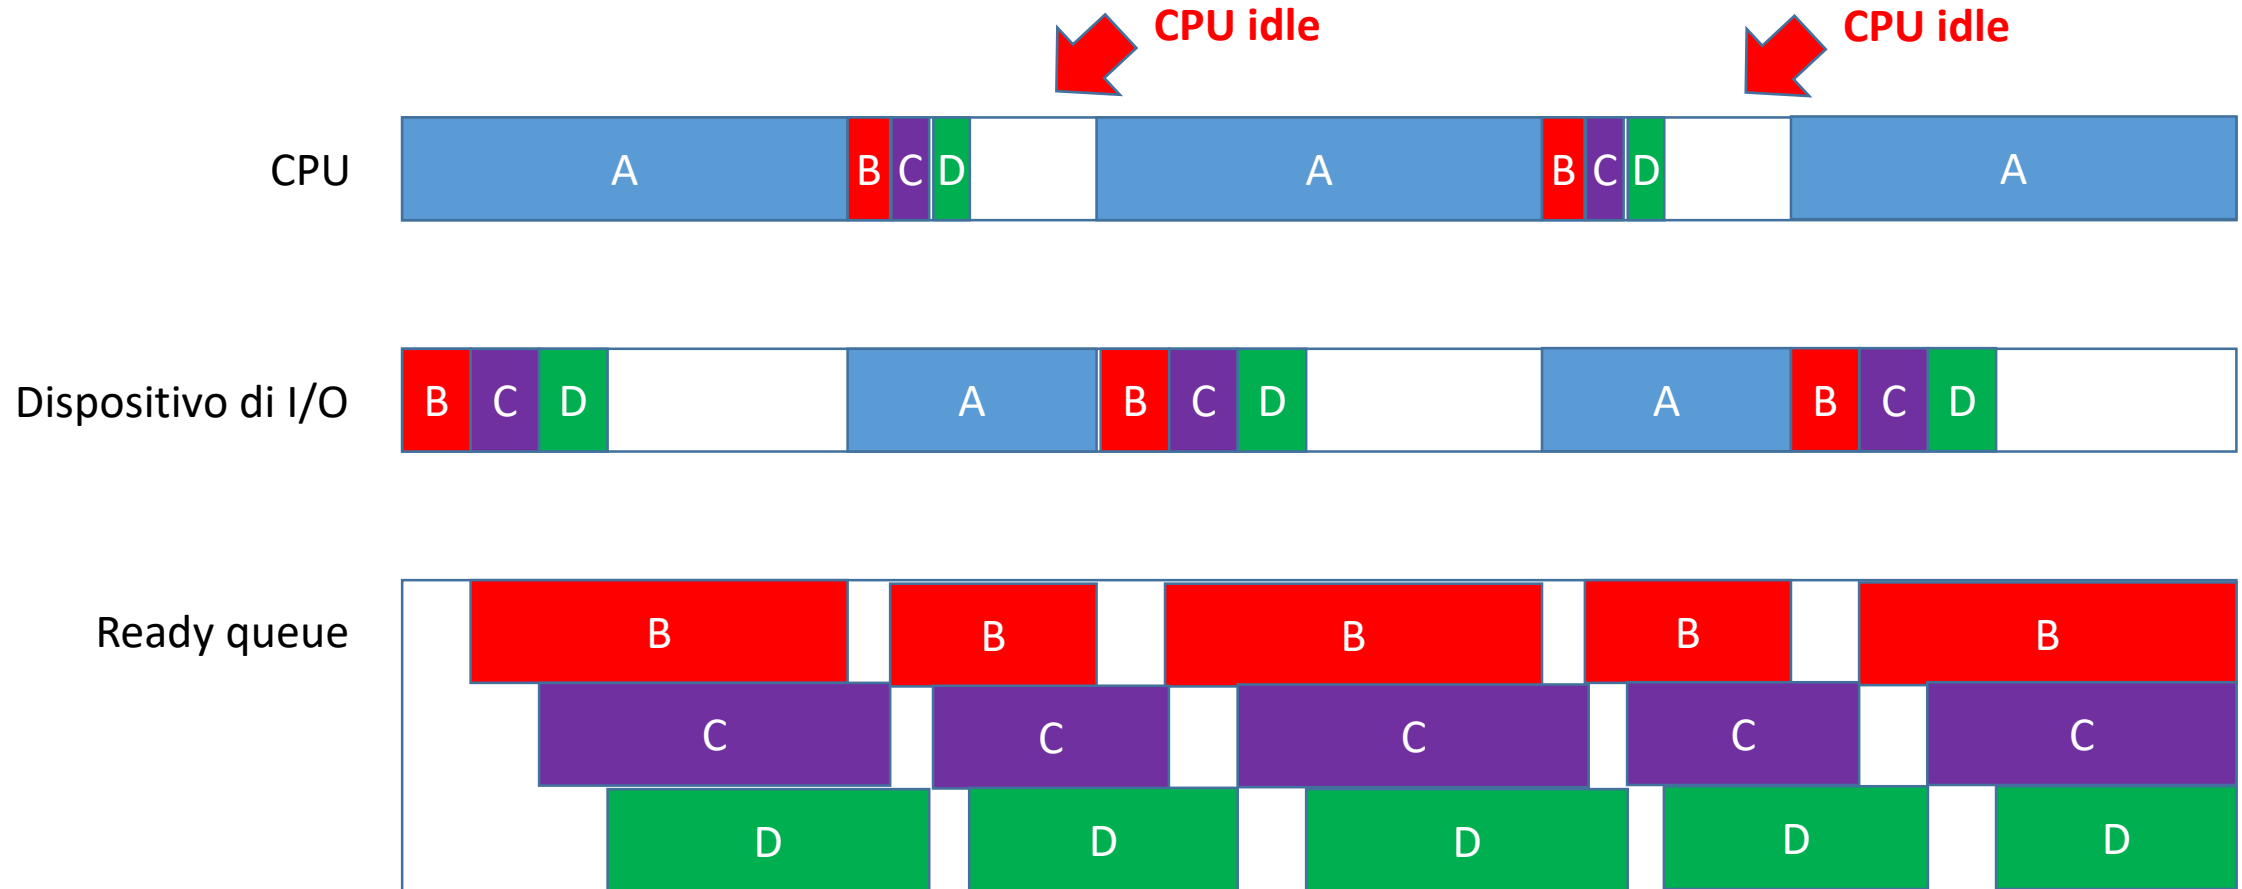 CPU idle CPU idle
CPU A B C D A B C D A
Dispositivo di I/O B C D A B C D A B C D
Ready queue B B B B B
C C C C C
D D D D D